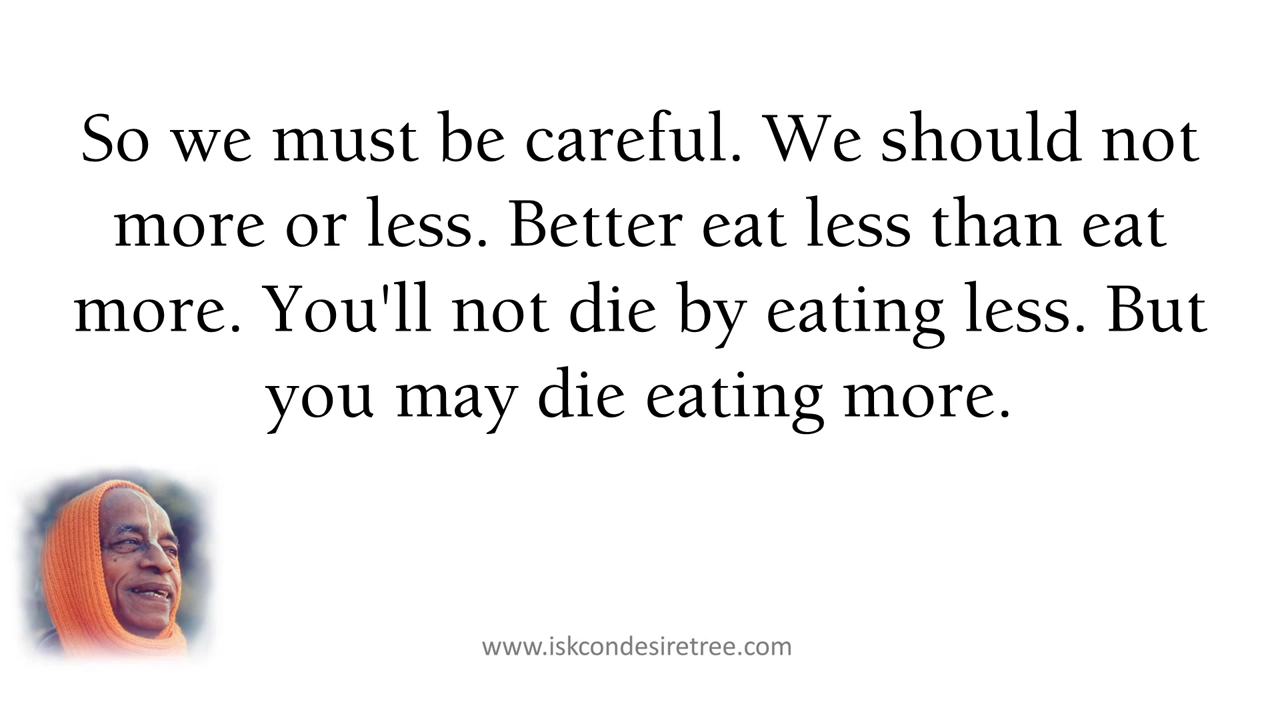 So we must be careful. We should not
more or less. Better eat less than eat
more. You'll not die by eating less. But
you may die eating more.
www.iskcondesiretree.com